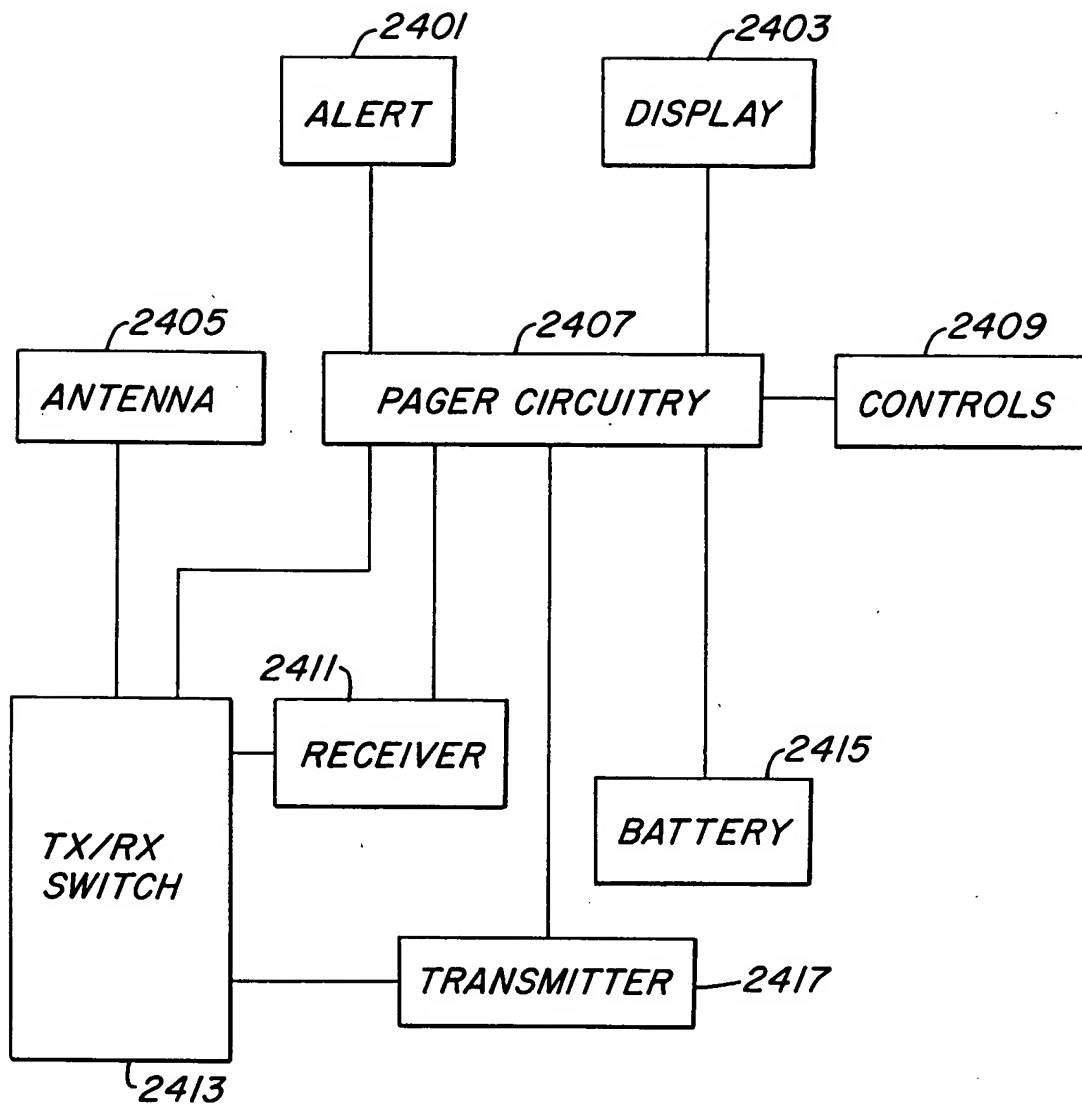 2401
2403
ALERT
DISPLAY
2405
2407
2409
ANTENNA
PAGER CIRCUITRY
CONTROLS
2411
RECEIVER
2415
BATTERY
TX/RX
SWITCH
TRANSMITTER
2417
2413